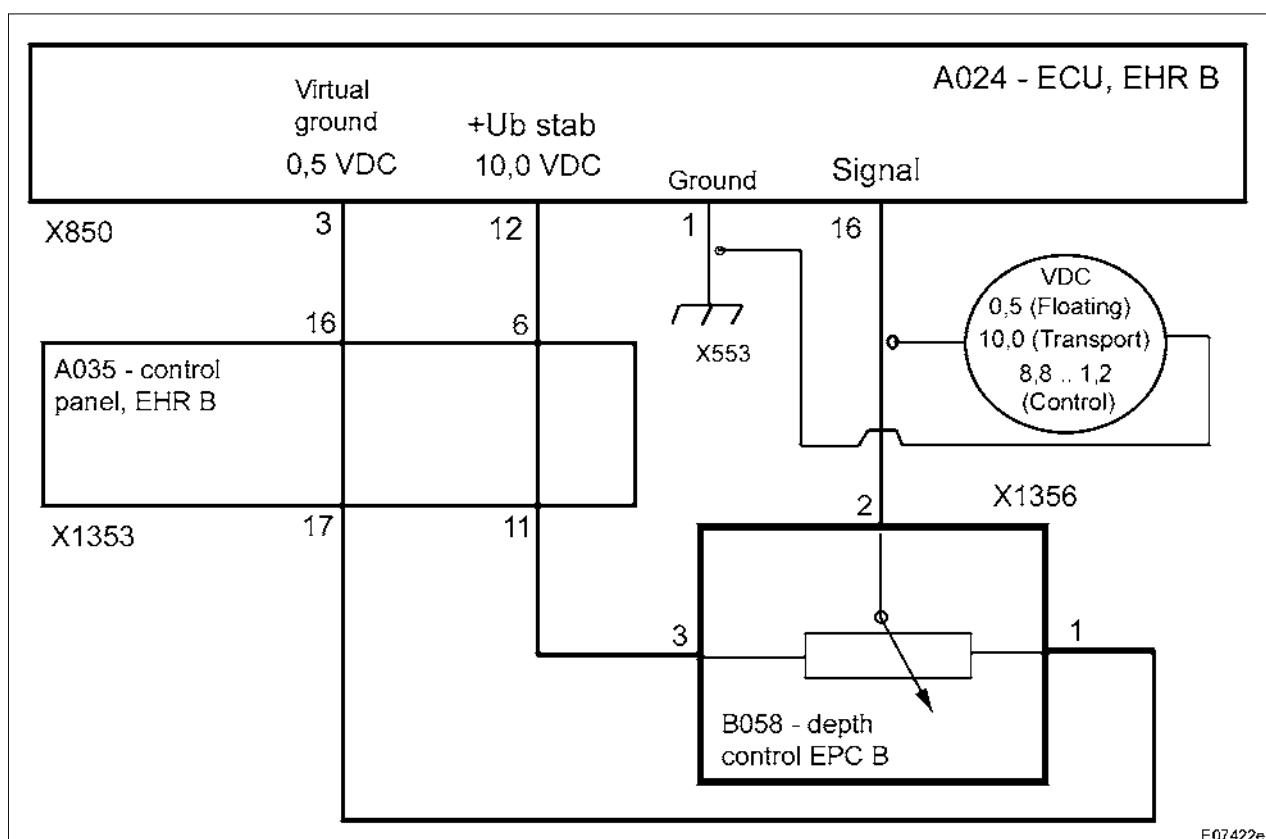 A024 - ECU, EHR B
Virtual
ground
0,5 VDC
+Ub stab
10,0 VDC
Ground
Signal
X850
3
12
1
16
VDC
0,5 (Floating)
10,0 (Transport)
8,8 .. 1,2
(Control)
16
6
X553
A035 - control
panel, EHR B
X1353
17
11
2
X1356
3
1
B058 - depth
control EPC B
E07422e